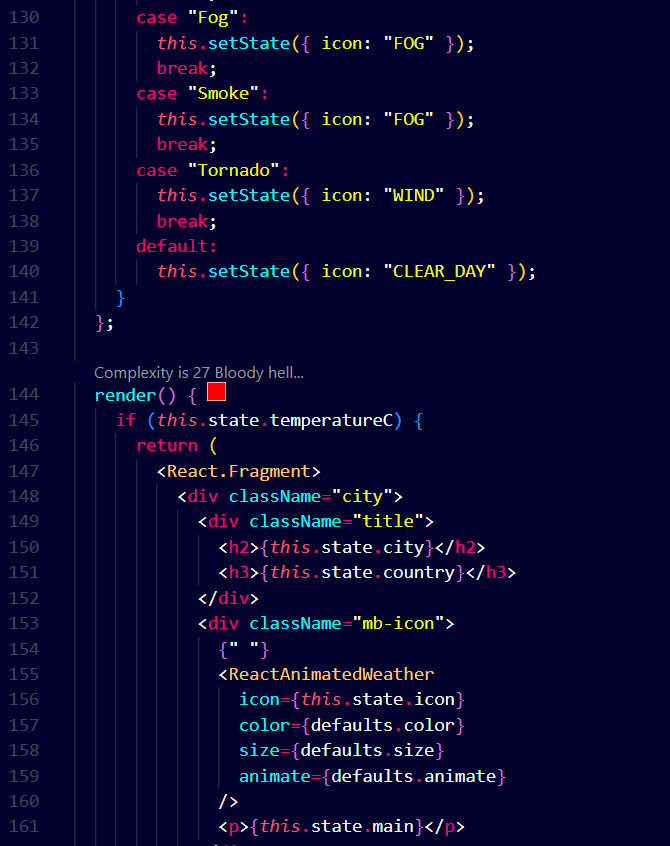 130 case "Fog":
131 this.setState({ icon: "FOG" });
132 break;
133 case "Smoke":
134 this.setState({ icon: "FOG" });
135 break;
136 case "Tornado":
137 this.setState({ icon: "WIND" });
138 break;
139 default:
140 this.setState({ icon: "CLEAR_DAY" });
141 }
142 };
143
Complexity is 27 Bloody hell...
144 render() {
145 if (this.state.temperatureC) {
146 return (
147 <React.Fragment>
148 <div className="city">
149 <div className="title">
150 <h2>{this.state.city}</h2>
151 <h3>{this.state.country}</h3>
152 </div>
153 <div className="mb-icon">
154 {" "}
155 <ReactAnimatedWeather
156 icon={this.state.icon}
157 color={defaults.color}
158 size={defaults.size}
159 animate={defaults.animate}
160 />
161 <p>{this.state.main}</p>